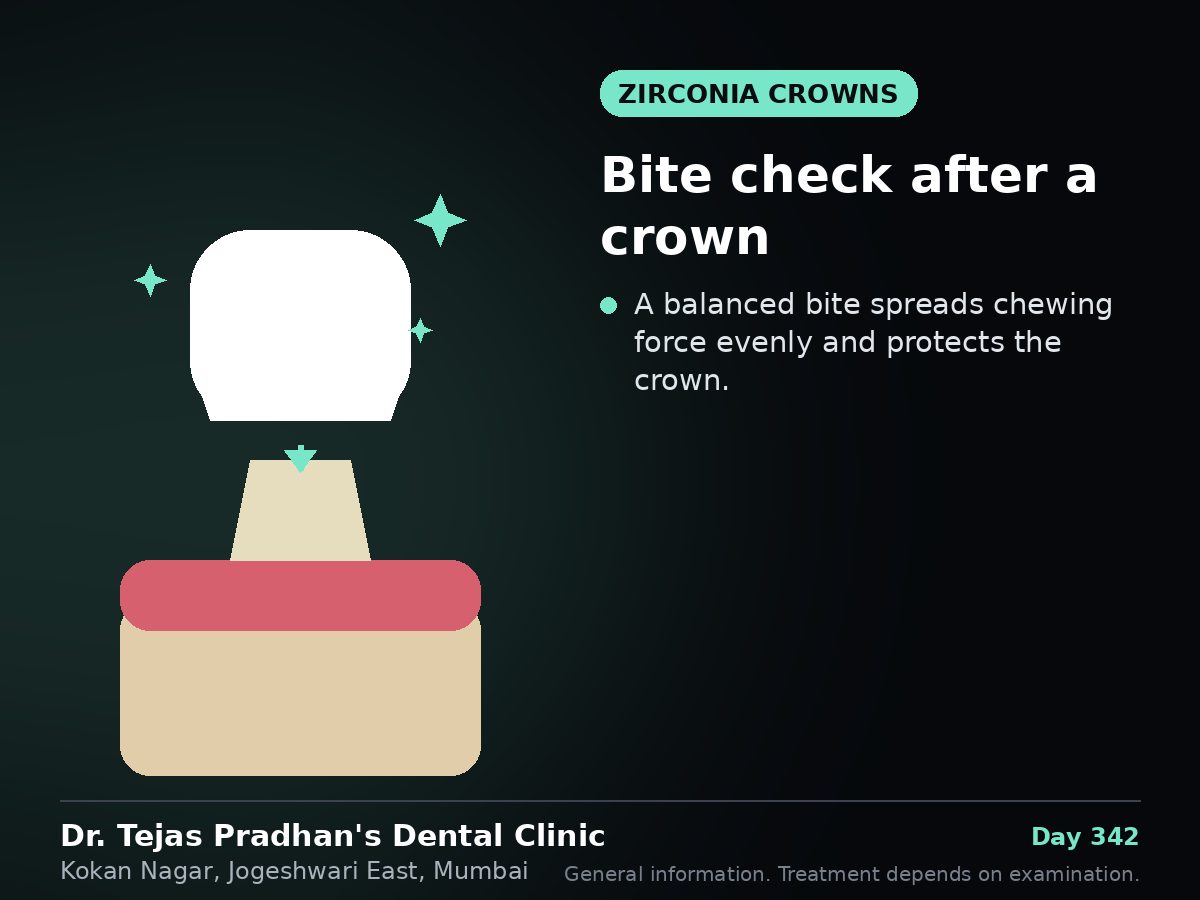 ZIRCONIA CROWNS
Bite check after a
crown
A balanced bite spreads chewing
force evenly and protects the
crown.
Dr. Tejas Pradhan's Dental Clinic
Day 342
Kokan Nagar, Jogeshwari East, Mumbai
General information. Treatment depends on examination.